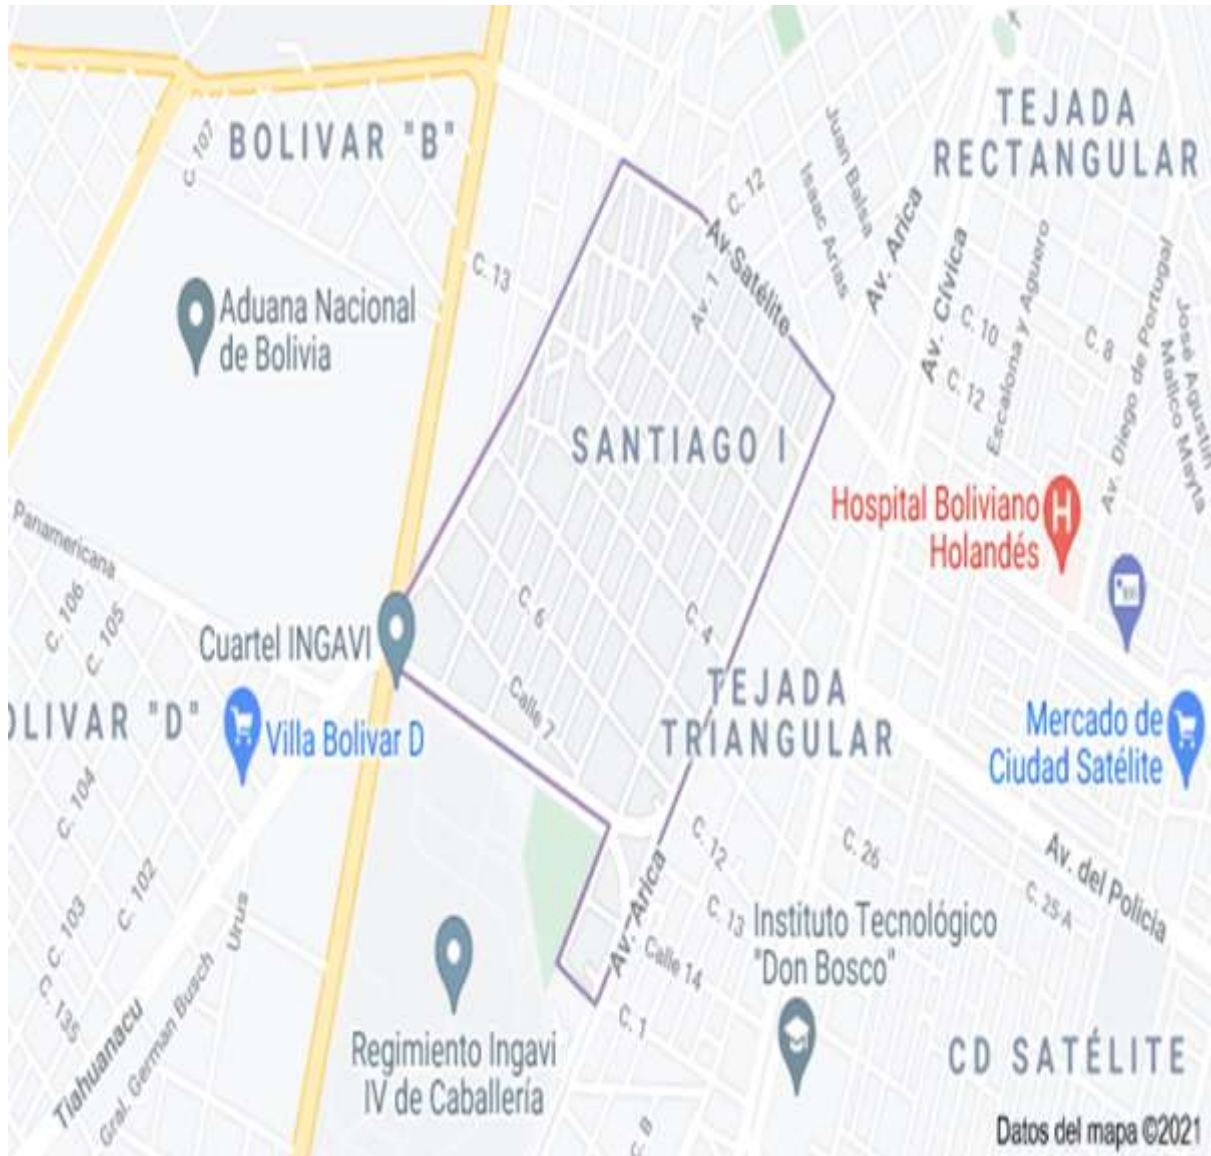 TEJADA
RECTANGULAR
BOLIVAR "B"
C. 107
C. 12
Juan Balsa
Isaac Arias
Av. Arica
Av. Cívica
Escalona y Aguero
C. 10
C. 8
C. 12
Av. Diego de Portugal
José Agustín
Mallco Mayta
Av. Satélite
Av. 1
C. 13
Aduana Nacional
de Bolivia
SANTIAGO I
Hospital Boliviano
Holandés
Panamericana
C. 106
C. 105
Cuartel INGAVI
C. 6
C. 4
Calle 7
OLIVAR "D"
Villa Bolivar D
TEJADA
TRIANGULAR
Mercado de
Ciudad Satélite
C. 104
C. 102
C. 103
C. 135
Urus
Tiahuanacu
Gral. German Busch
Av. Arica
C. 12
C. 13
Calle 14
C. 1
C. 26
C. 25 A
Av. del Policia
Instituto Tecnológico
"Don Bosco"
Regimiento Ingavi
IV de Caballería
CD SATÉLITE
C. B
Datos del mapa ©2021